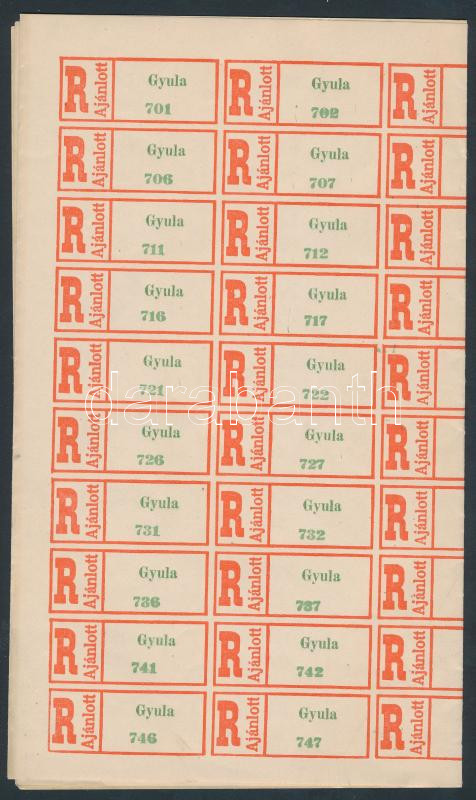 R Ajánlott Gyula 701 R Ajánlott Gyula 702 R Ajánlott
R Ajánlott Gyula 706 R Ajánlott Gyula 707 R Ajánlott
R Ajánlott Gyula 711 R Ajánlott Gyula 712 R Ajánlott
R Ajánlott Gyula 716 R Ajánlott Gyula 717 R Ajánlott
R Ajánlott Gyula 721 R Ajánlott Gyula 722 R Ajánlott
darabanth
R Ajánlott Gyula 726 R Ajánlott Gyula 727 R Ajánlott
R Ajánlott Gyula 731 R Ajánlott Gyula 732 R Ajánlott
R Ajánlott Gyula 736 R Ajánlott Gyula 737 R Ajánlott
R Ajánlott Gyula 741 R Ajánlott Gyula 742 R Ajánlott
R Ajánlott Gyula 746 R Ajánlott Gyula 747 R Ajánlott